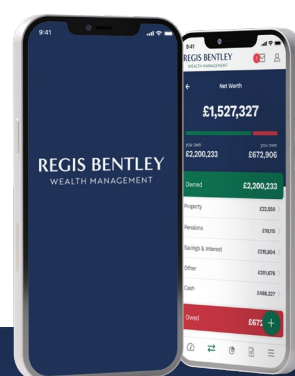 9:41
REGIS BENTLEY
WEALTH MANAGEMENT
9:41
REGIS BENTLEY
WEALTH MANAGEMENT
Net Worth
£1,527,327
you own
you owe
£2,200,233
£672,906
Owned
£2,200,233
Property
Pensions
Savings & Interest
Other
Cash
Owed
£672